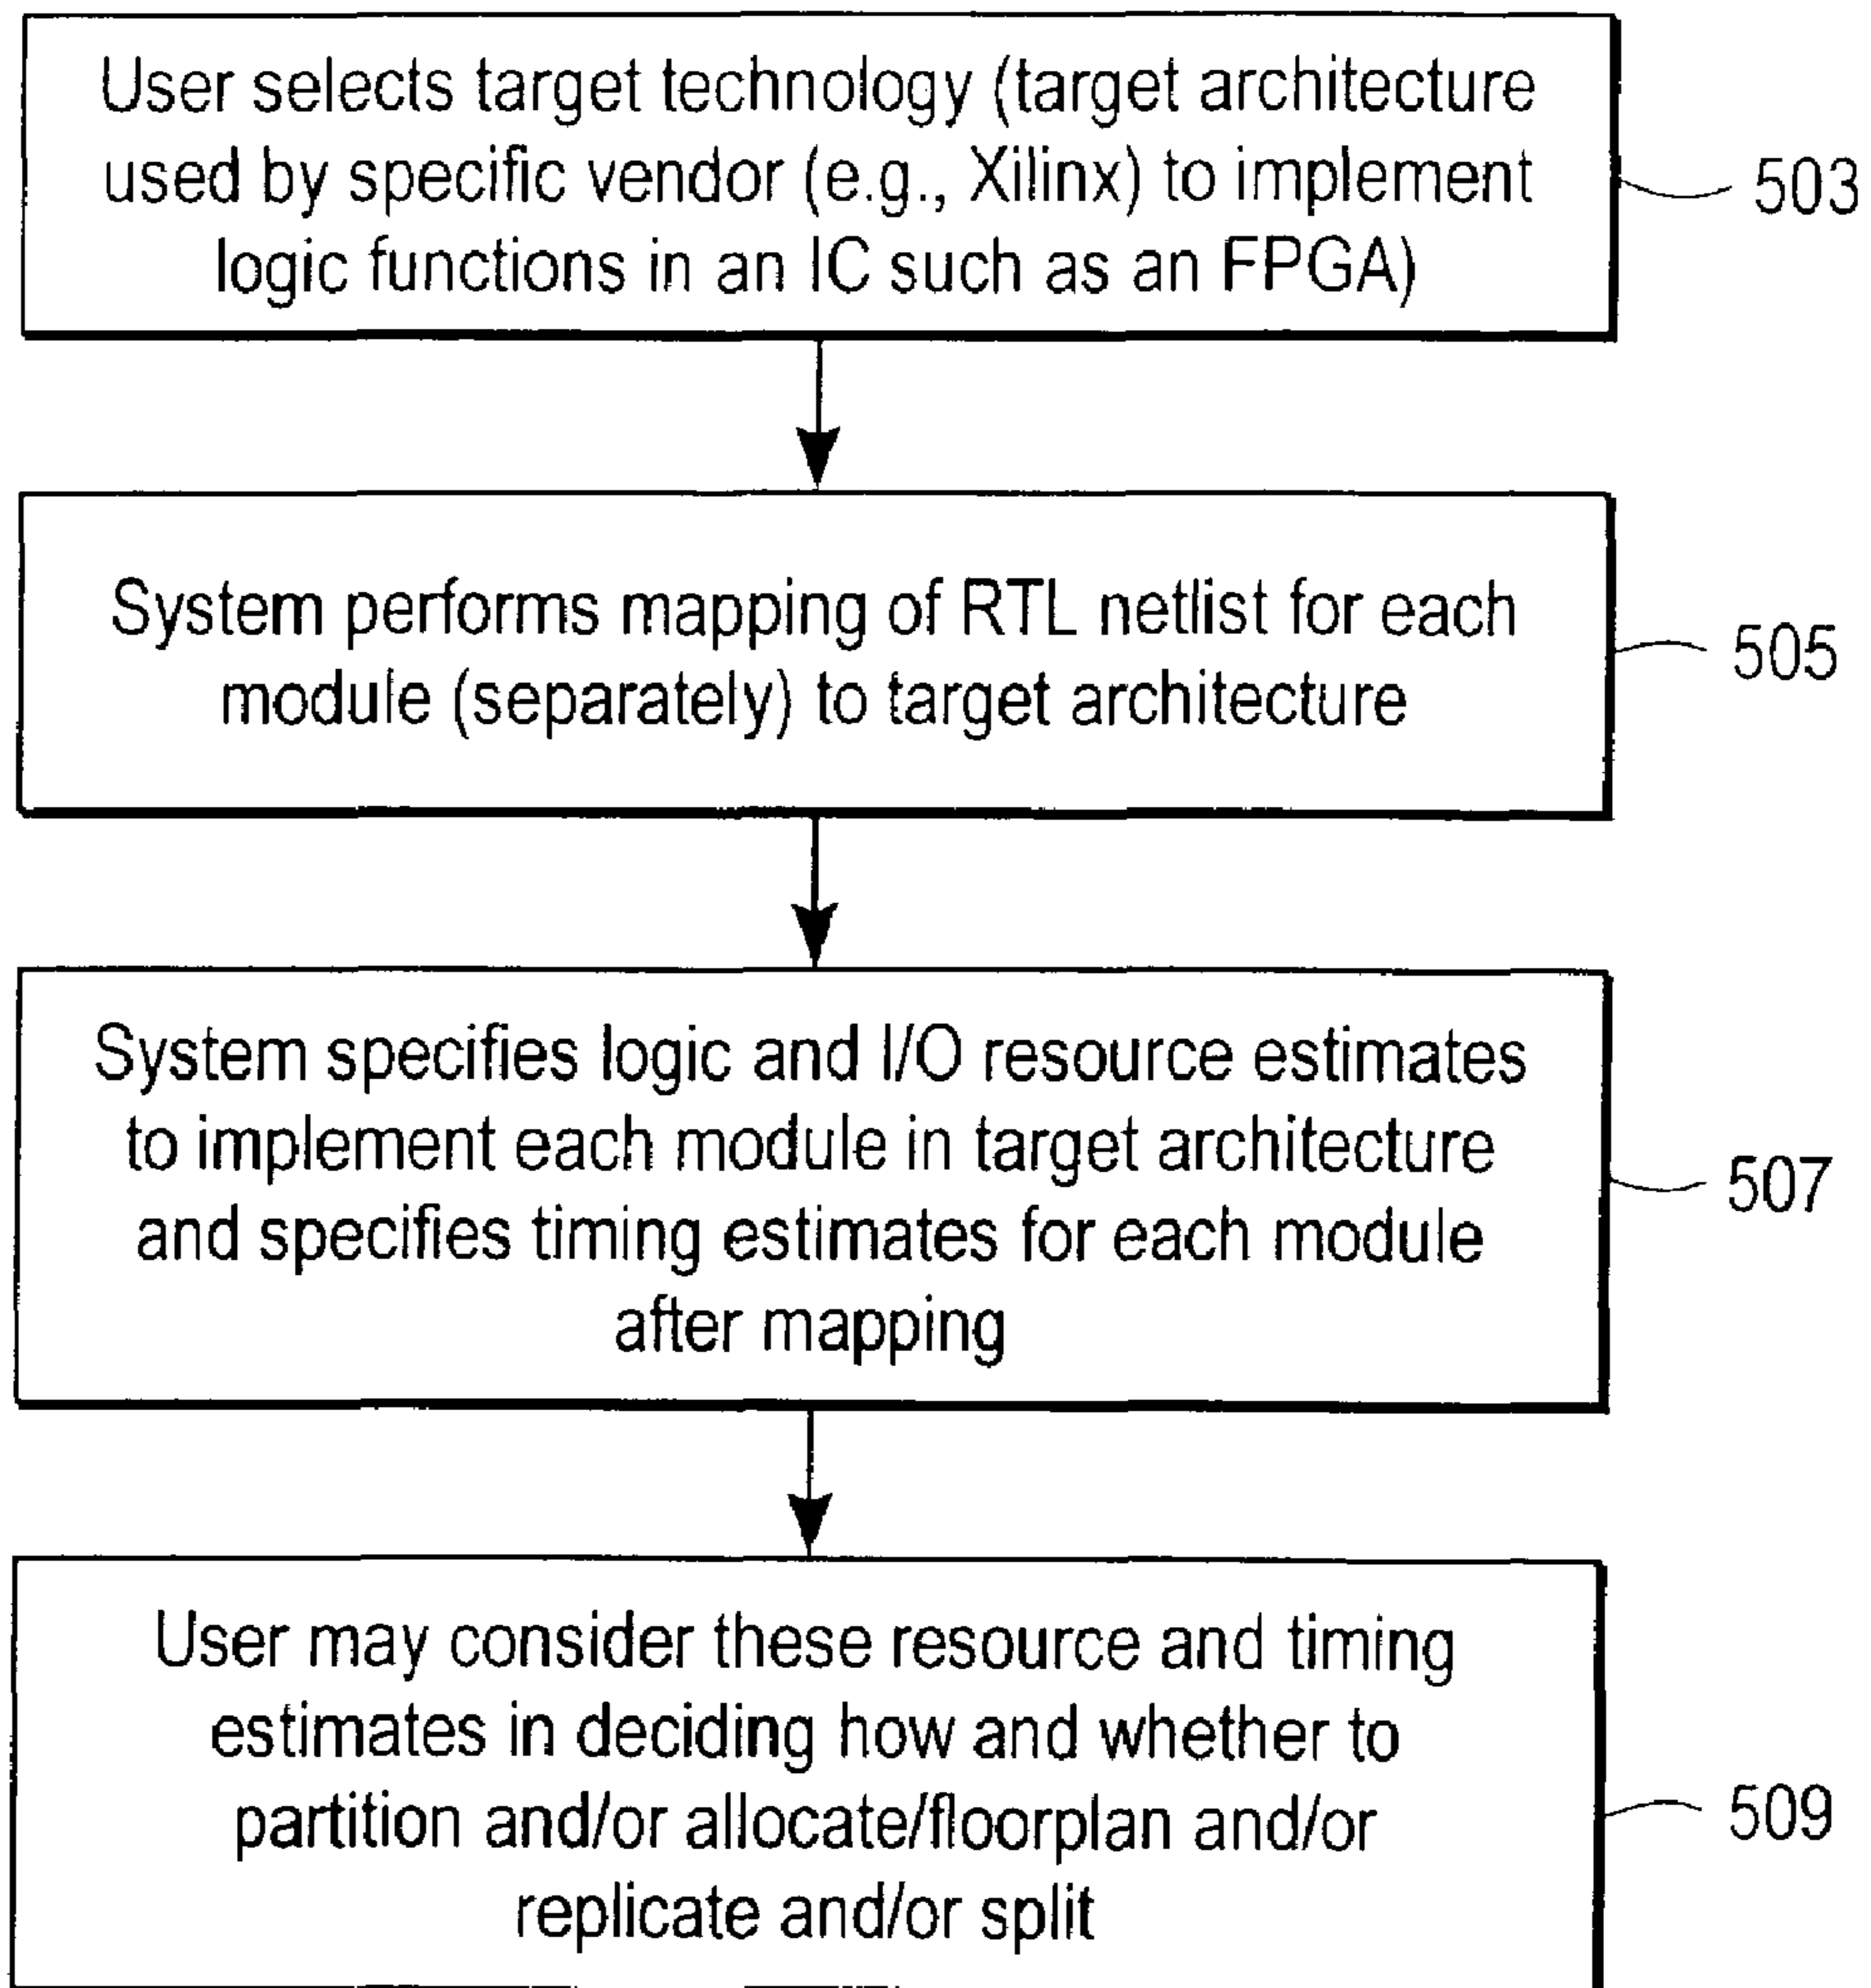 User selects target technology (target architecture
used by specific vendor (e.g., Xilinx) to implement
logic functions in an IC such as an FPGA)
503
System performs mapping of RTL netlist for each
module (separately) to target architecture
505
System specifies logic and I/O resource estimates
to implement each module in target architecture
and specifies timing estimates for each module
after mapping
507
User may consider these resource and timing
estimates in deciding how and whether to
partition and/or allocate/floorplan and/or
replicate and/or split
509